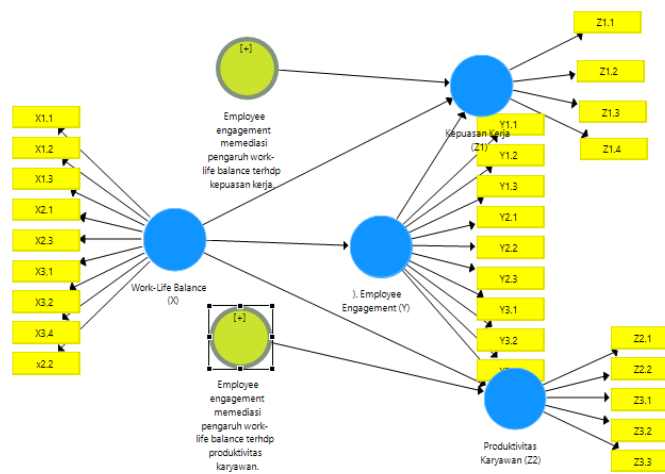 [+]
Employee
engagement
memediasi
pengaruh work-
life balance terhdp
kepuasan kerja.
Z1.1
Z1.2
Z1.3
Z1.4
Kepuasan Kerja
(Z1)
X1.1
X1.2
X1.3
X2.1
X2.3
X3.1
X3.2
X3,4
x2.2
Work-Life Balance
(X)
Y1.1
Y1.2
Y1.3
Y2.1
Y2.2
Y2.3
Y3.1
Y3.2
). Employee
Engagement (Y)
[+]
Employee
engagement
memediasi
pengaruh work-
life balance terhdp
produktivitas
karyawan.
Z2.1
Z2.2
Z3.1
Z3.2
Z3.3
Produktivitas
Karyawan (Z2)